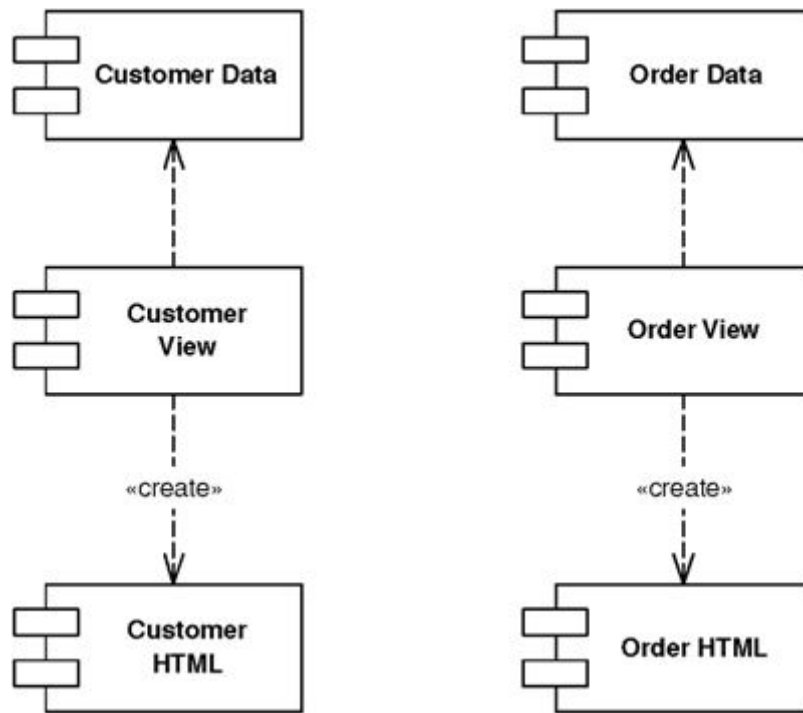 Customer Data
Order Data
Customer
View
Order View
«create»
«create»
Customer
HTML
Order HTML